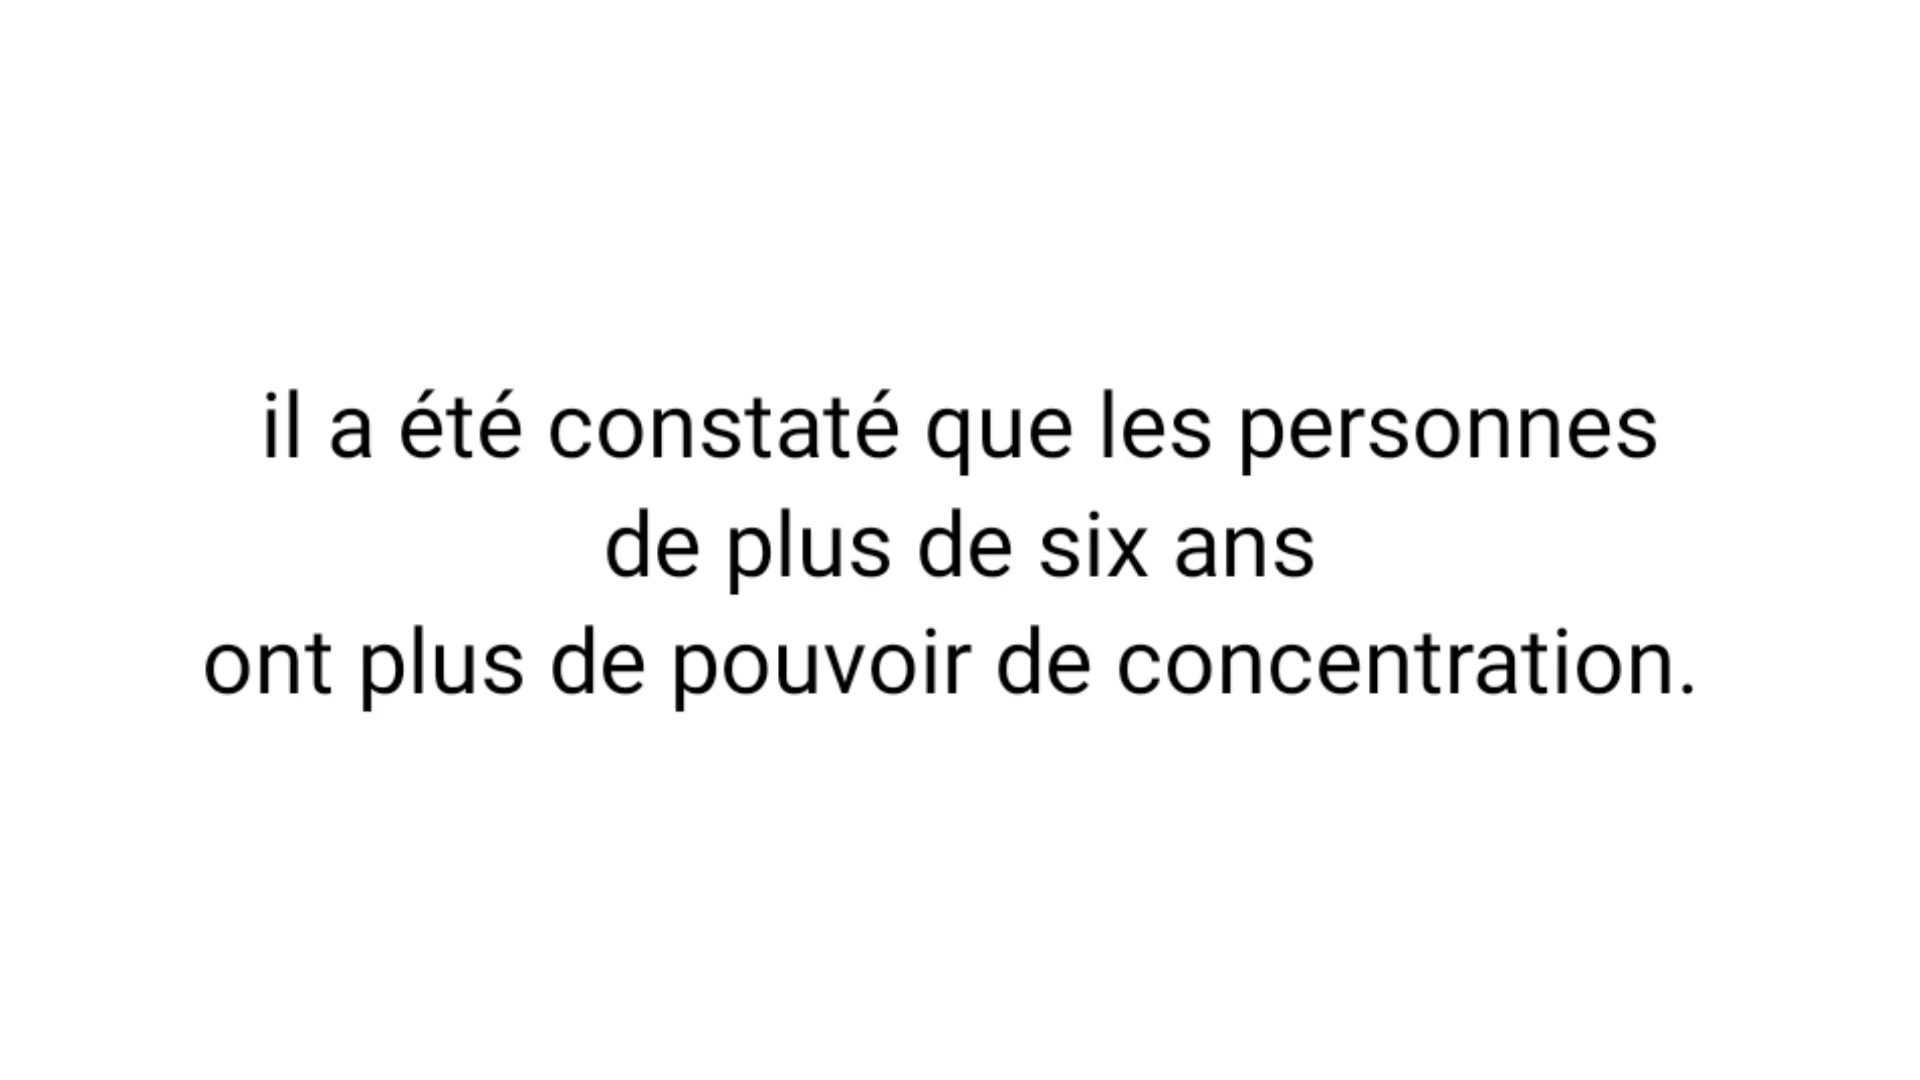 il a été constaté que les personnes
de plus de six ans
ont plus de pouvoir de concentration.